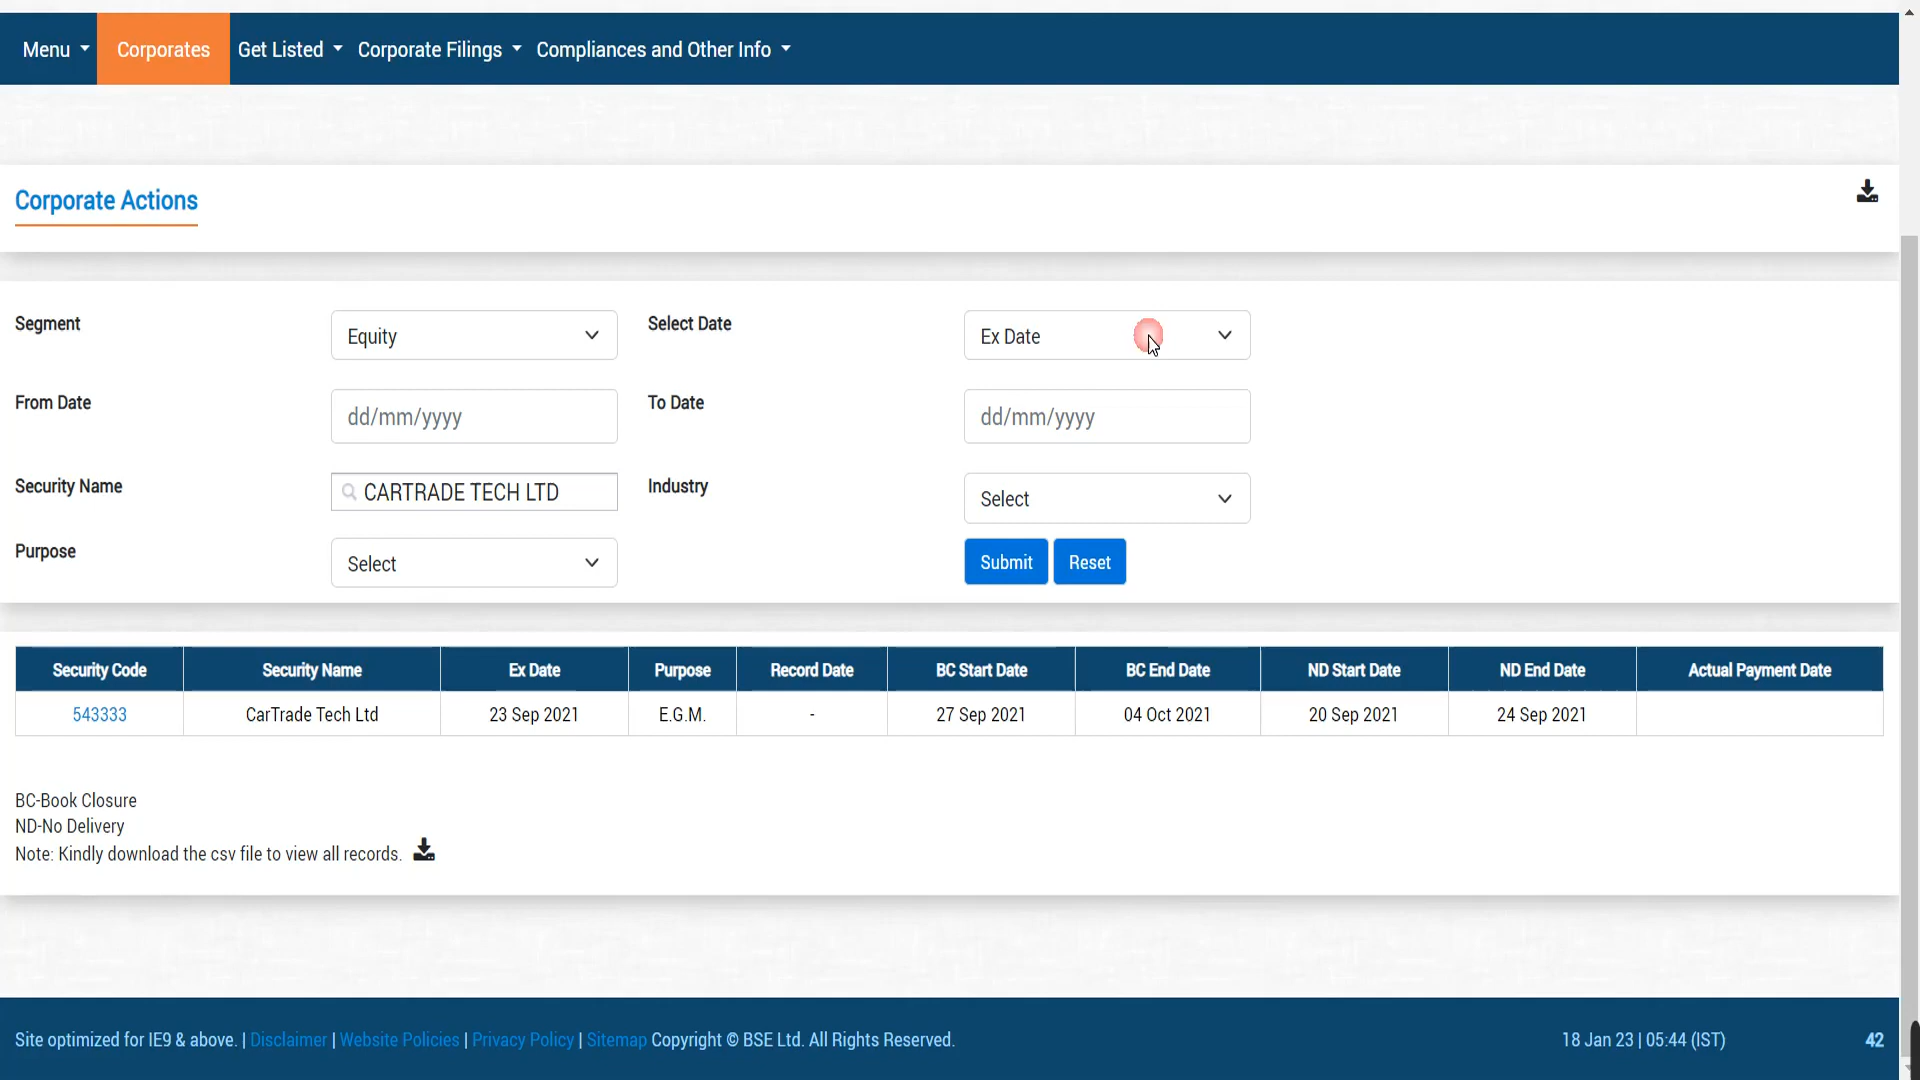 Menu Corporates Get Listed Corporate Filings Compliances and Other Info
Corporate Actions
Segment Equity Select Date Ex Date
From Date dd/mm/yyyy To Date dd/mm/yyyy
Security Name CARTRADE TECH LTD Industry Select
Purpose Select Submit Reset
Security Code Security Name Ex Date Purpose Record Date BC Start Date BC End Date ND Start Date ND End Date Actual Payment Date
543333 CarTrade Tech Ltd 23 Sep 2021 E.G.M. - 27 Sep 2021 04 Oct 2021 20 Sep 2021 24 Sep 2021
BC-Book Closure
ND-No Delivery
Note: Kindly download the csv file to view all records.
Site optimized for IE9 & above. | Disclaimer | Website Policies | Privacy Policy | Sitemap Copyright © BSE Ltd. All Rights Reserved. 18 Jan 23 | 05:44 (IST) 42